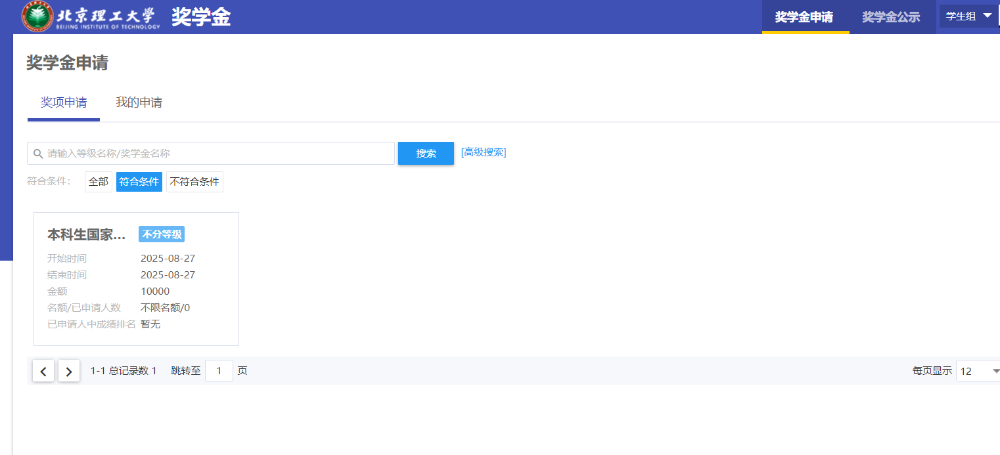 北京理工大学 奖学金 奖学金申请 奖学金公示 学生组
BEIJING INSTITUTE OF TECHNOLOGY
奖学金申请
奖项申请 我的申请
请输入等级名称/奖学金名称 搜索 [高级搜索]
符合条件： 全部 符合条件 不符合条件
本科生国家... 不分等级
开始时间 2025-08-27
结束时间 2025-08-27
金额 10000
名额/已申请人数 不限名额/0
已申请人中成绩排名 暂无
1-1 总记录数 1 跳转至 1 页 每页显示 12